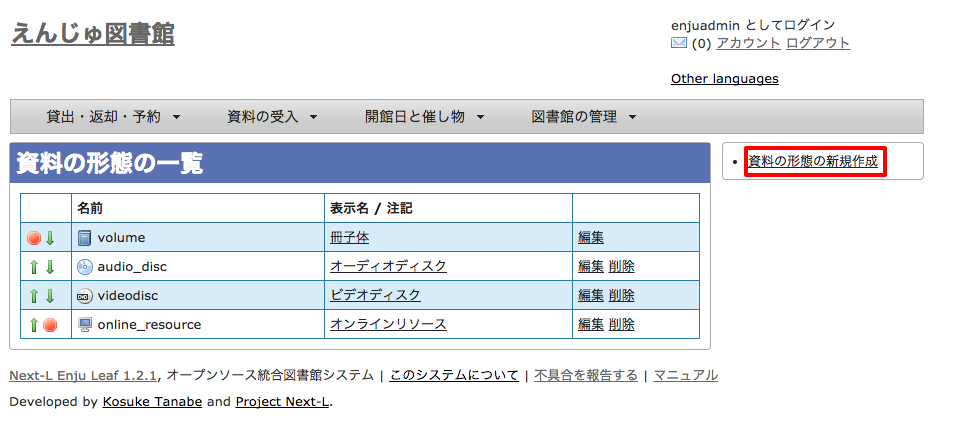 えんじゅ図書館
enjuadmin としてログイン
(0) アカウント ログアウト
Other languages
貸出・返却・予約 資料の受入 開館日と催し物 図書館の管理
資料の形態の一覧
名前 表示名 / 注記
volume 冊子体 編集
audio_disc オーディオディスク 編集 削除
videodisc ビデオディスク 編集 削除
online_resource オンラインリソース 編集 削除
資料の形態の新規作成
Next-L Enju Leaf 1.2.1, オープンソース統合図書館システム | このシステムについて | 不具合を報告する | マニュアル
Developed by Kosuke Tanabe and Project Next-L.